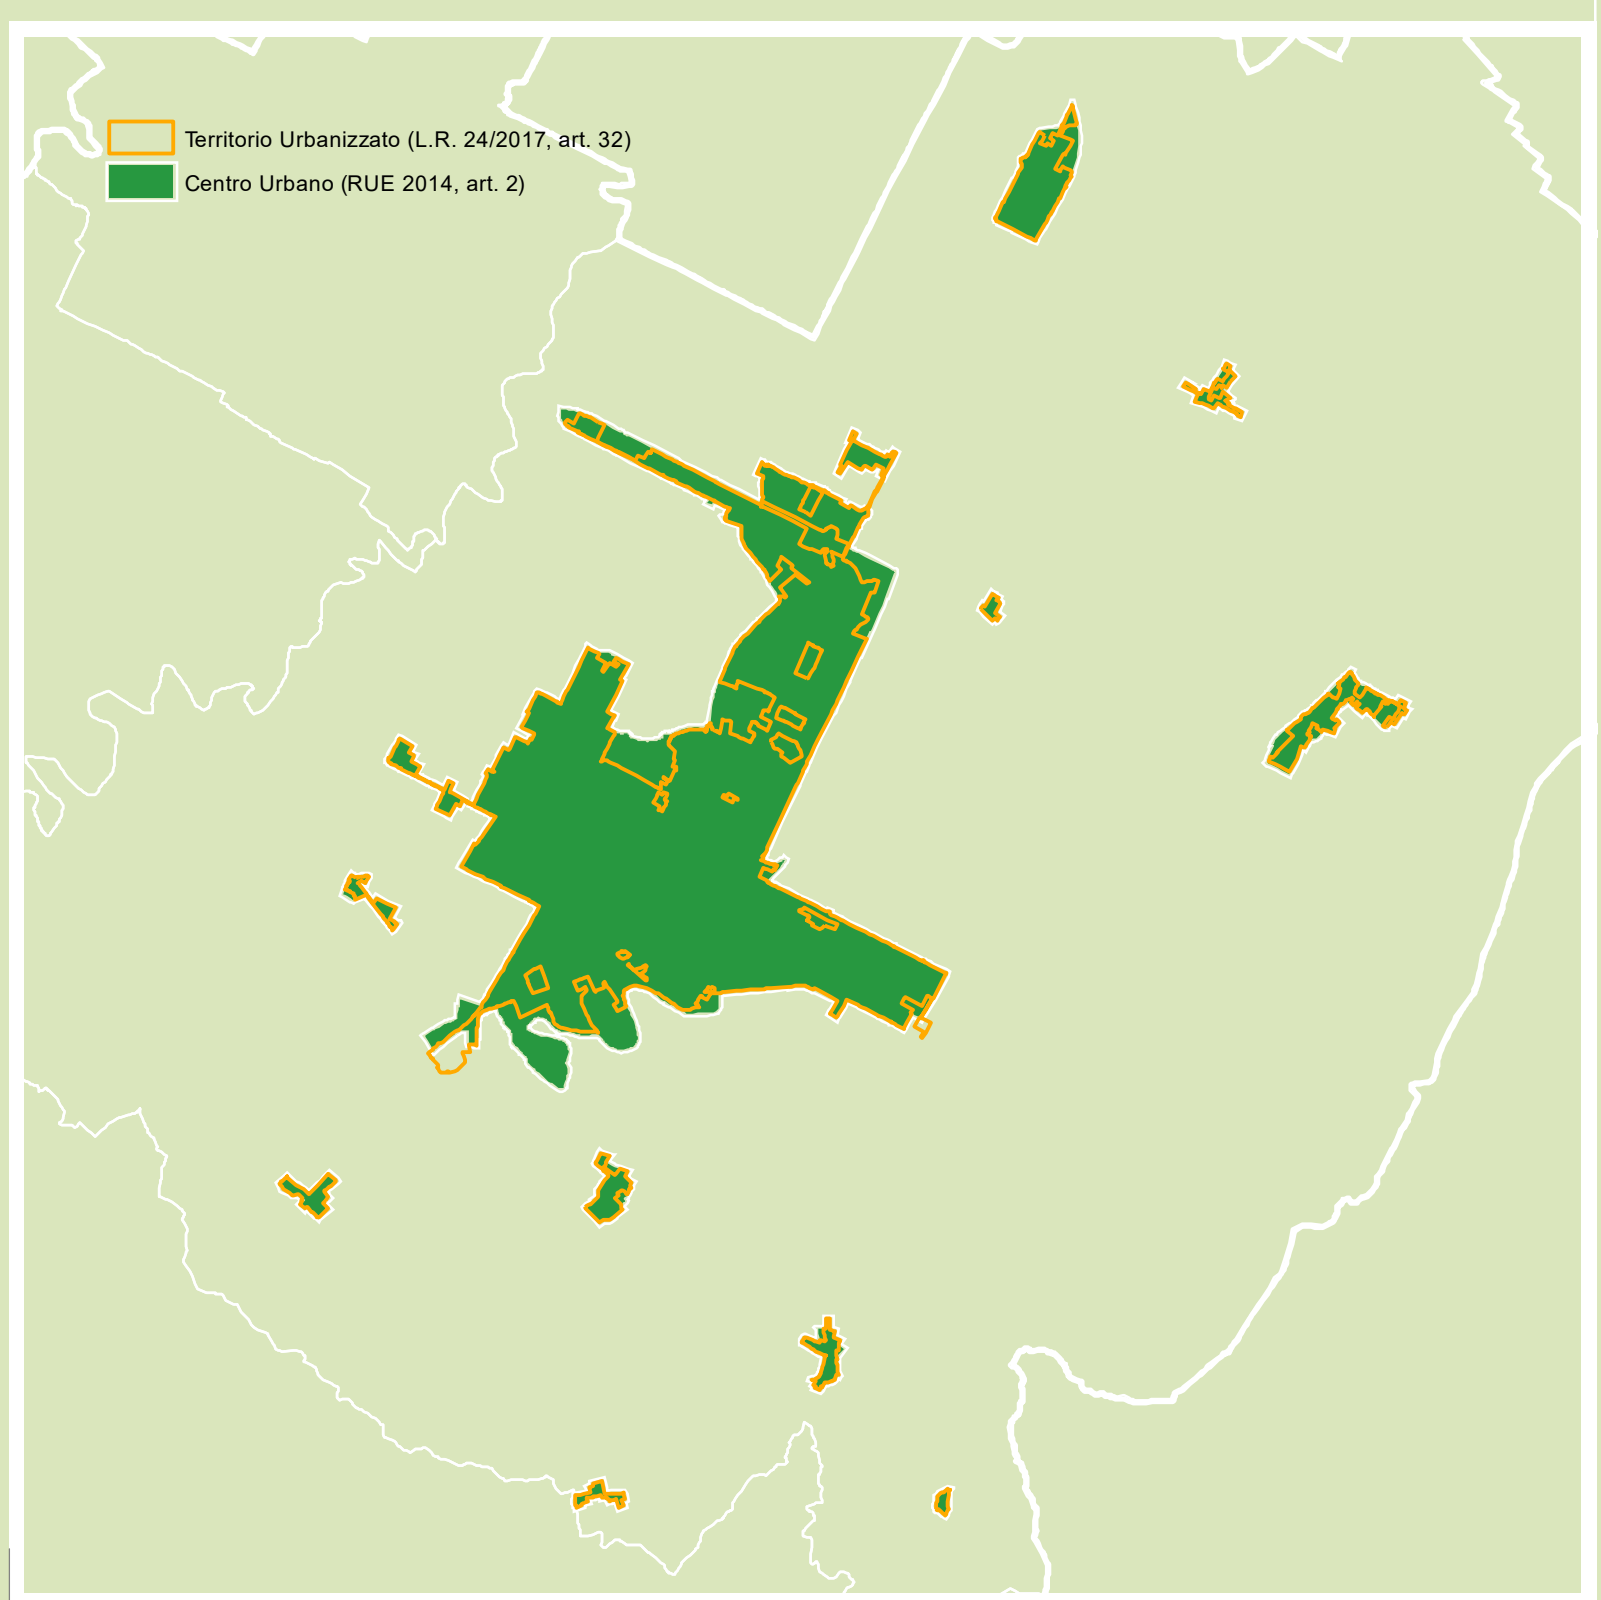 Territorio Urbanizzato (L.R. 24/2017, art. 32)
Centro Urbano (RUE 2014, art. 2)